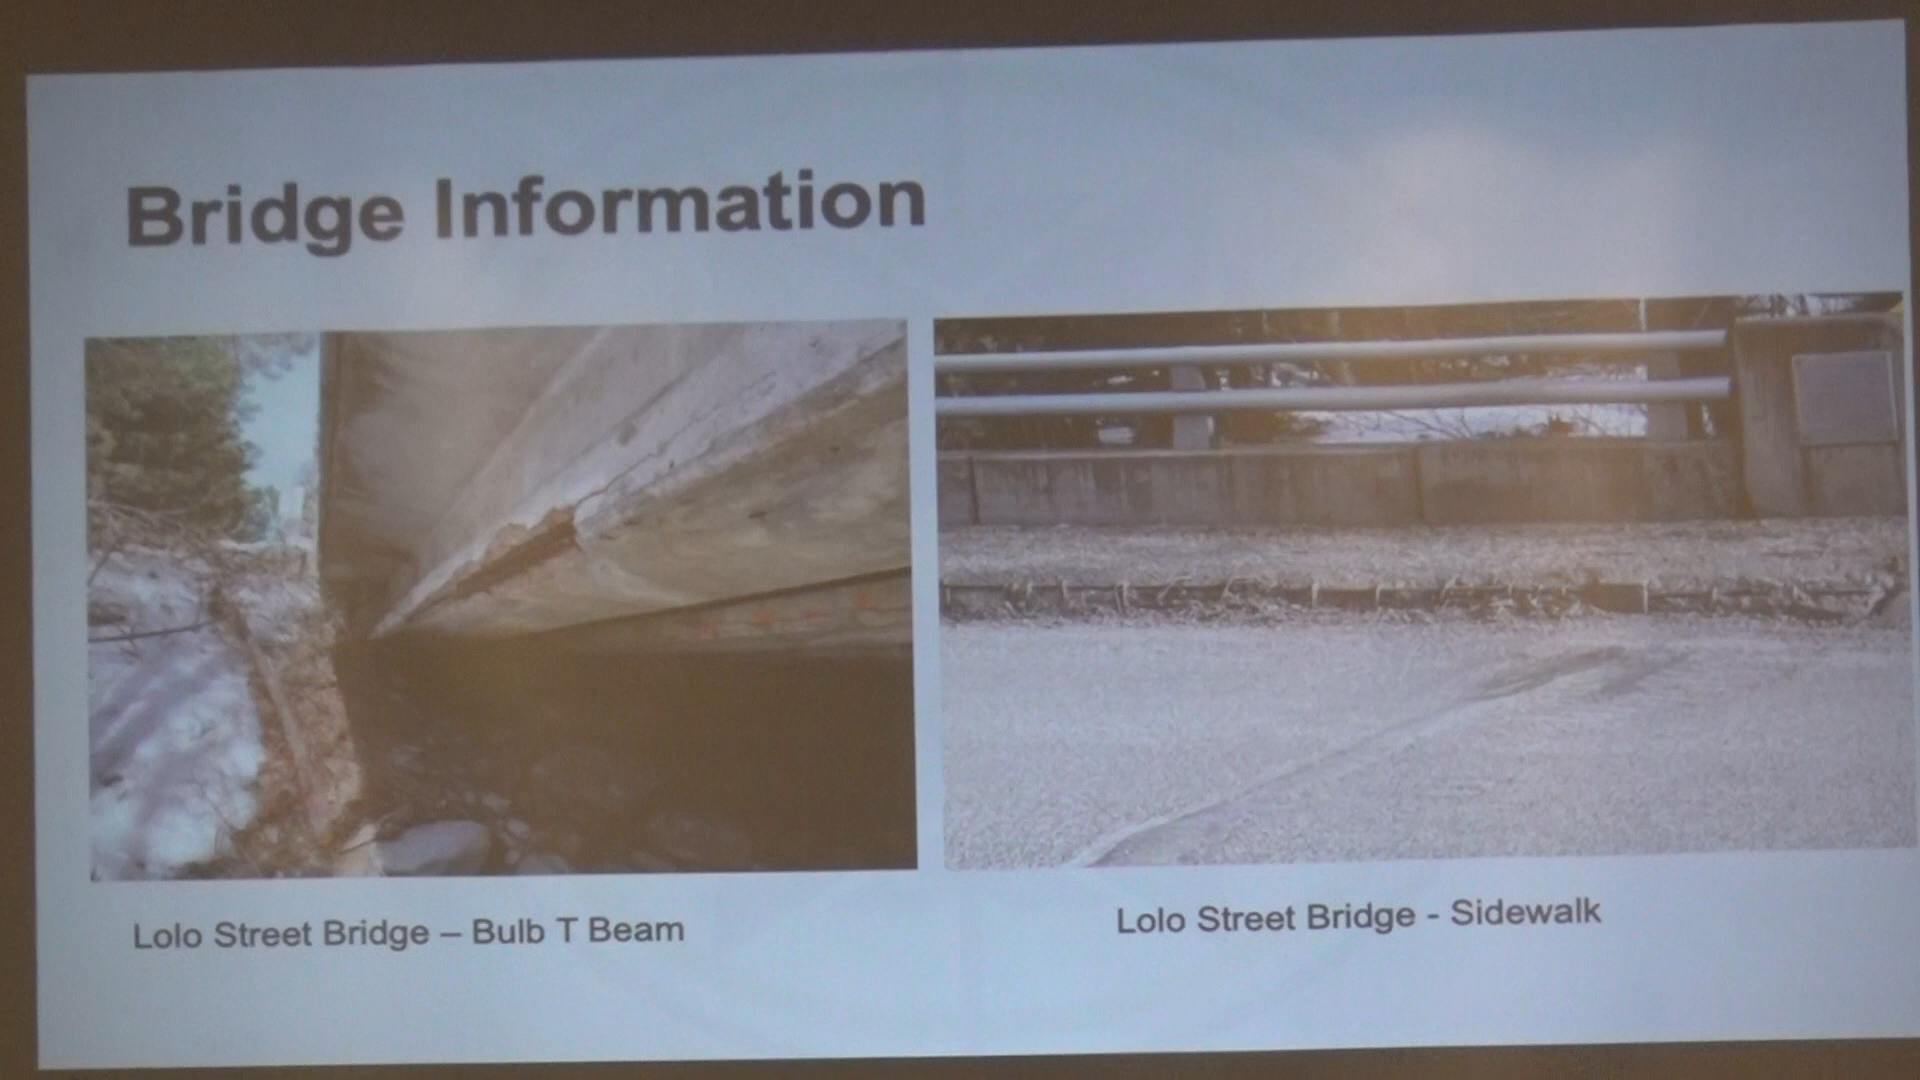 Bridge Information
Lolo Street Bridge – Bulb T Beam
Lolo Street Bridge - Sidewalk